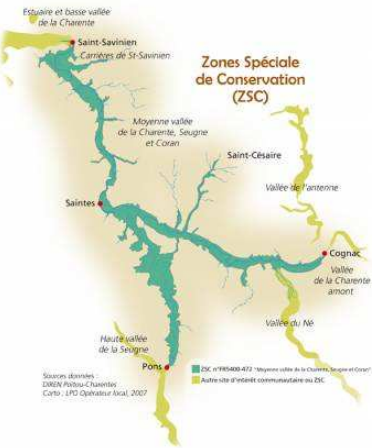 Estuaire et basse vallée
de la Charente
Saint-Savinien
Carrières de St-Savinien
Zones Spéciale
de Conservation
(ZSC)
Moyenne vallée
de la Charente, Seugne
et Coran
Saint-Césaire
Vallée de l'antenne
Saintes
Cognac
Vallée
de la Charente
amont
Vallée du Né
Haute vallée
de la Seugne
Pons
Sources données :
DIREN Poitou-Charentes
Carto : LPO Opérateur local, 2007
ZSC n°FR5400-472 "Moyenne vallée de la Charente, Seugne et Coran"
Autre site d'intérêt communautaire ou ZSC